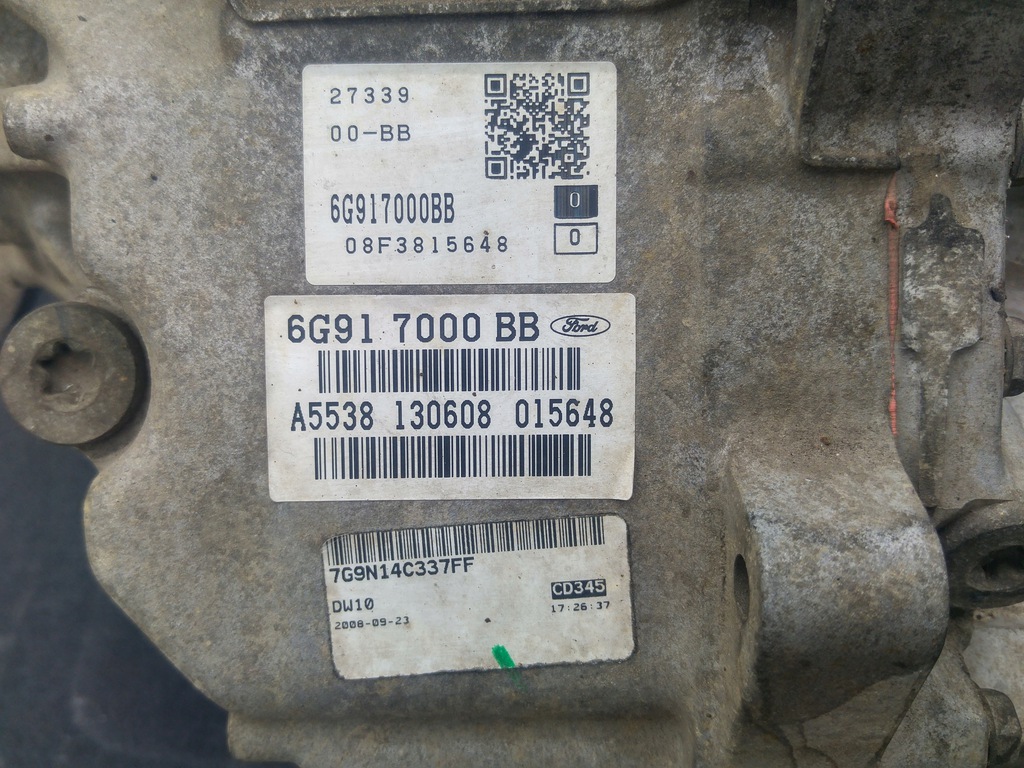 27339
00-BB
6G917000BB
0
08F3815648
0
6G91 7000 BB Ford
A5538 130608 015648
7G9N14C337FF
DW10
CD345
2008-09-23
17:26:37